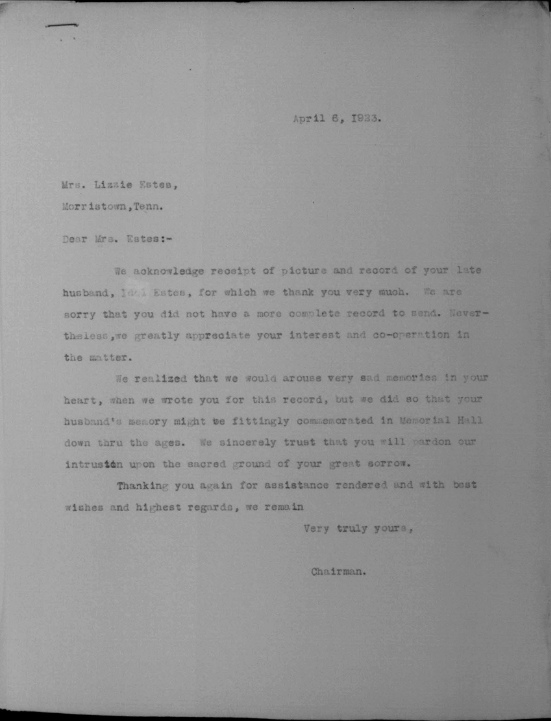 April 6, 1923.
Mrs. Lizzie Estes,
Morristown,Tenn.
Dear Mrs. Estes:-
We acknowledge receipt of picture and record of your late
husband, Estes, for which we thank you very much. We are
sorry that you did not have a more complete record to send. Never-
theless,we greatly appreciate your interest and co-operation in
the matter.
We realized that we would arouse very sad memories in your
heart, when we wrote you for this record, but we did so that your
husband's memory might be fittingly commemorated in Memorial Hall
down thru the ages. We sincerely trust that you will pardon our
intrusion upon the sacred ground of your great sorrow.
Thanking you again for assistance rendered and with best
wishes and highest regards, we remain
Very truly yours,
Chairman.